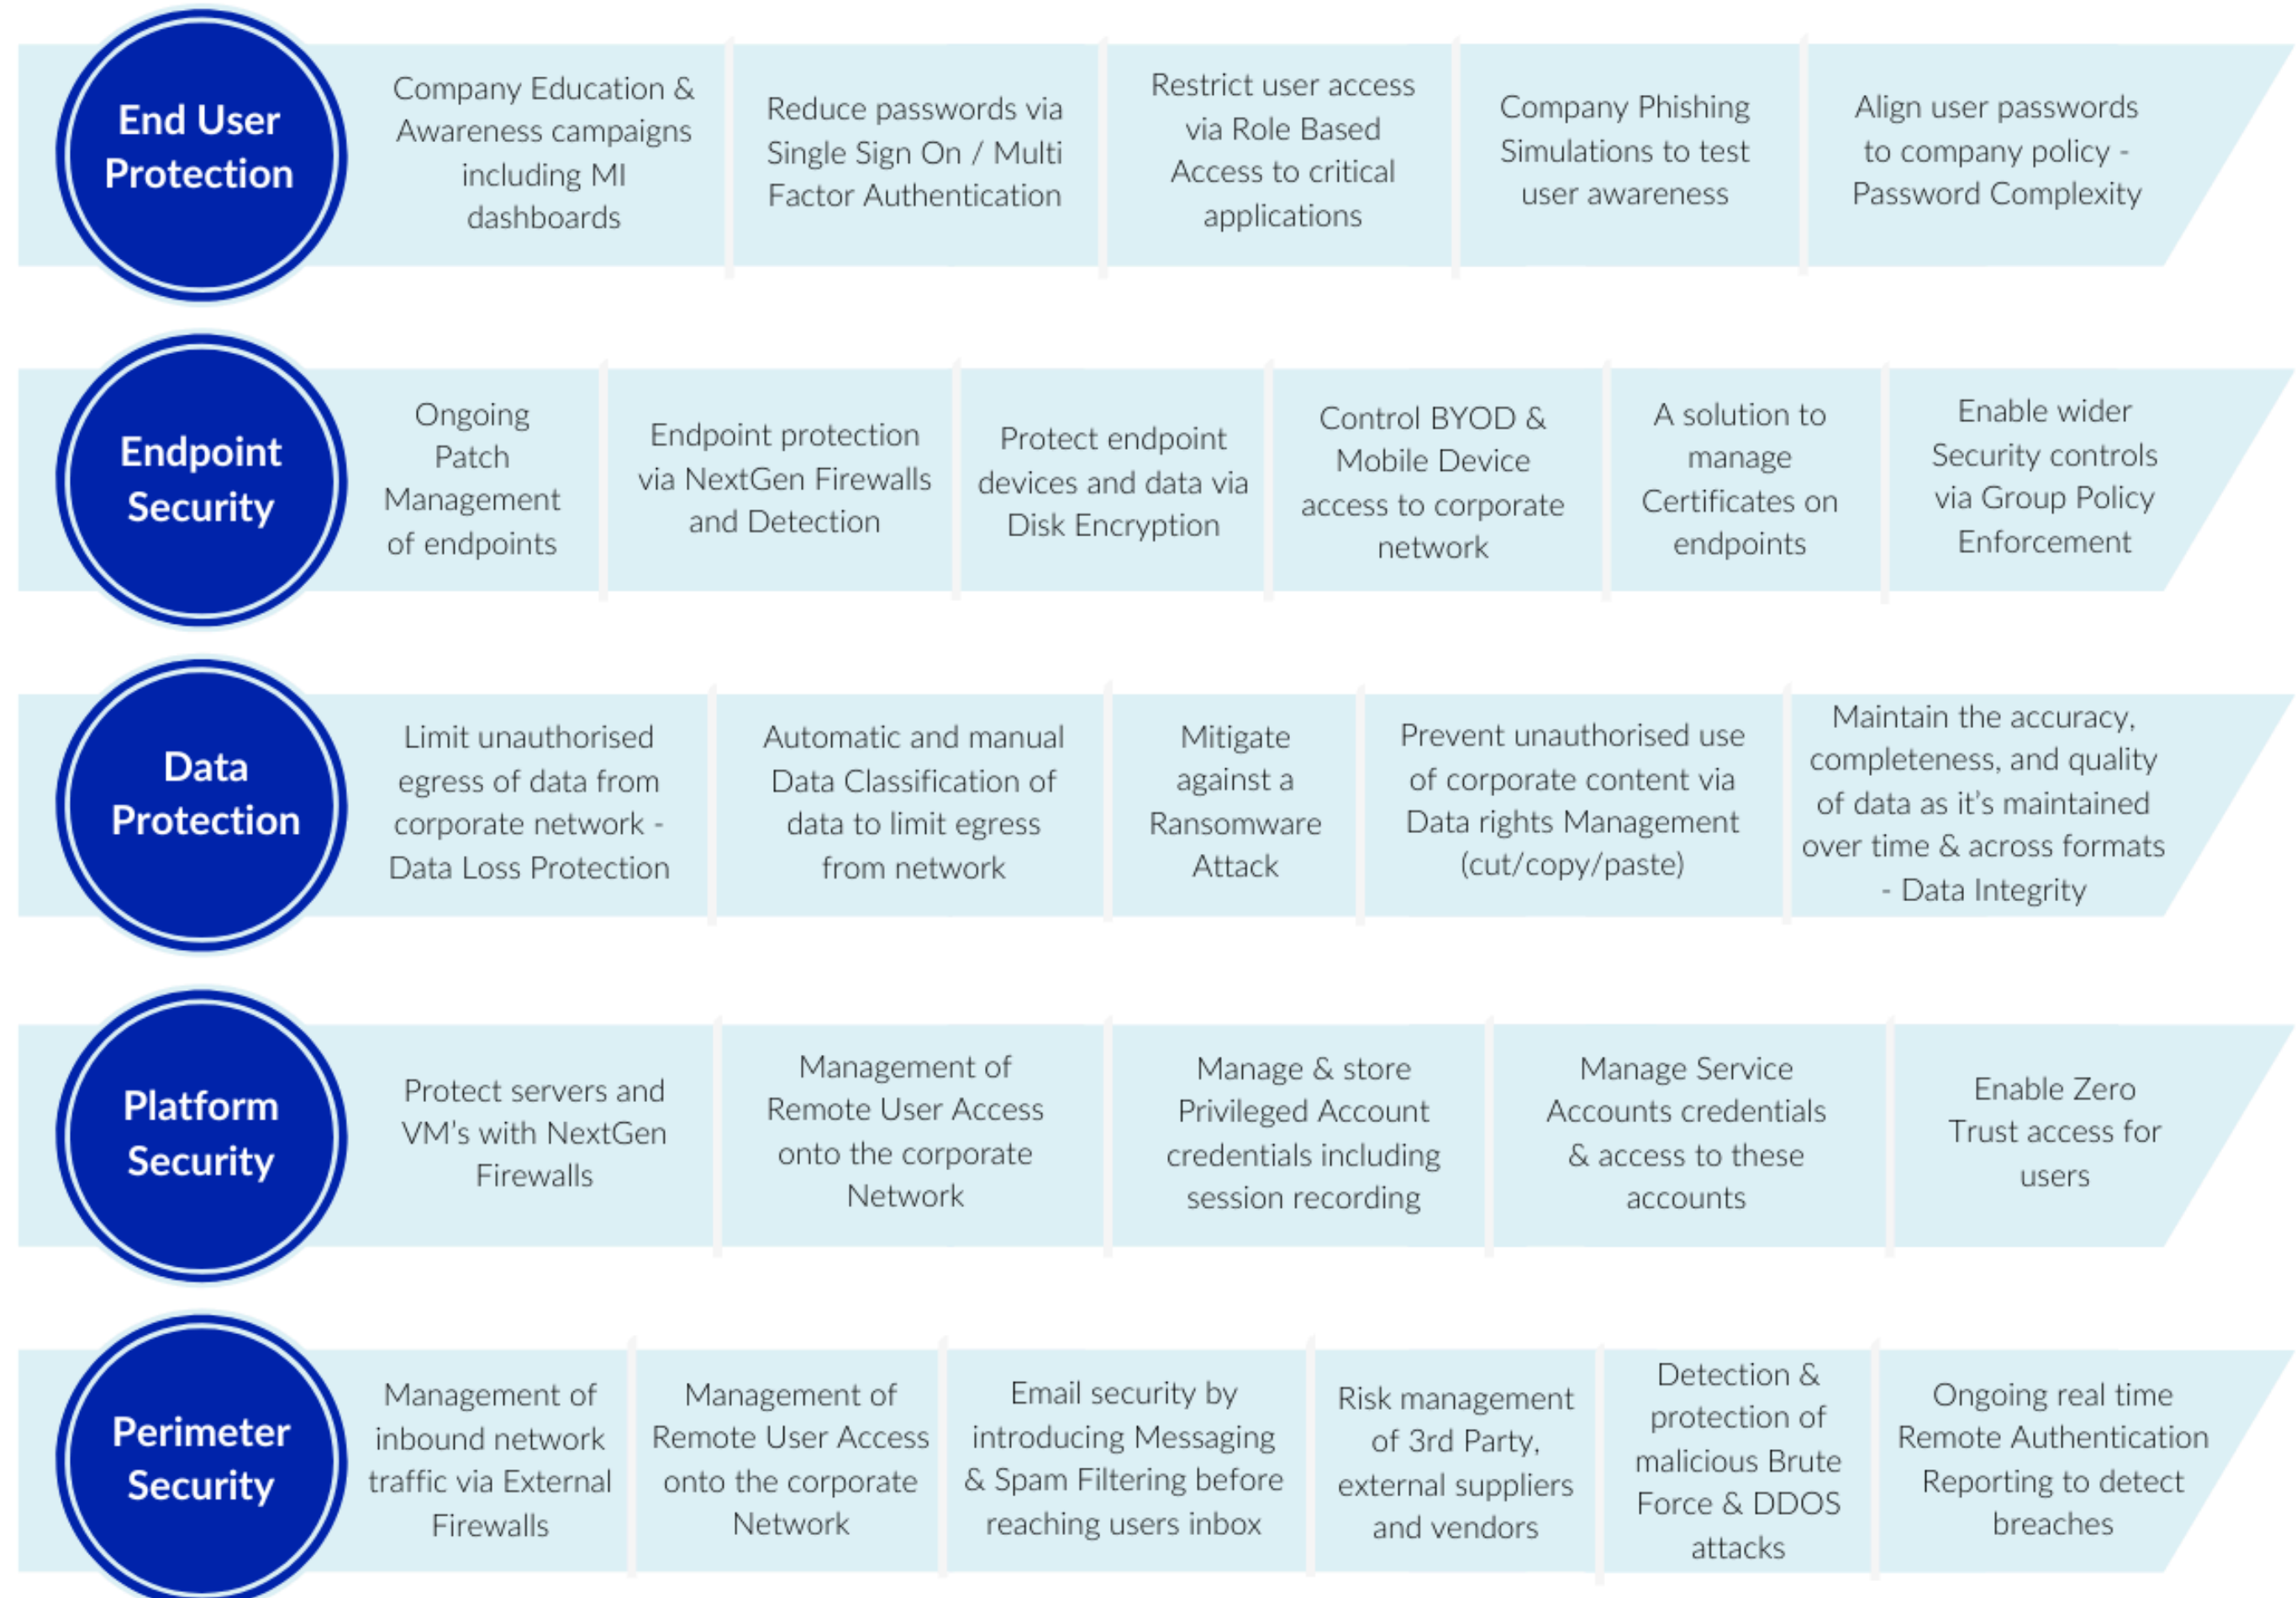 End User
Protection
Company Education &
Awareness campaigns
including MI
dashboards
Reduce passwords via
Single Sign On / Multi
Factor Authentication
Restrict user access
via Role Based
Access to critical
applications
Company Phishing
Simulations to test
user awareness
Align user passwords
to company policy -
Password Complexity
Endpoint
Security
Ongoing
Patch
Management
of endpoints
Endpoint protection
via NextGen Firewalls
and Detection
Protect endpoint
devices and data via
Disk Encryption
Control BYOD &
Mobile Device
access to corporate
network
A solution to
manage
Certificates on
endpoints
Enable wider
Security controls
via Group Policy
Enforcement
Data
Protection
Limit unauthorised
egress of data from
corporate network -
Data Loss Protection
Automatic and manual
Data Classification of
data to limit egress
from network
Mitigate
against a
Ransomware
Attack
Prevent unauthorised use
of corporate content via
Data rights Management
(cut/copy/paste)
Maintain the accuracy,
completeness, and quality
of data as it's maintained
over time & across formats
- Data Integrity
Platform
Security
Protect servers and
VM's with NextGen
Firewalls
Management of
Remote User Access
onto the corporate
Network
Manage & store
Privileged Account
credentials including
session recording
Manage Service
Accounts credentials
& access to these
accounts
Enable Zero
Trust access for
users
Perimeter
Security
Management of
inbound network
traffic via External
Firewalls
Management of
Remote User Access
onto the corporate
Network
Email security by
introducing Messaging
& Spam Filtering before
reaching users inbox
Risk management
of 3rd Party,
external suppliers
and vendors
Detection &
protection of
malicious Brute
Force & DDOS
attacks
Ongoing real time
Remote Authentication
Reporting to detect
breaches